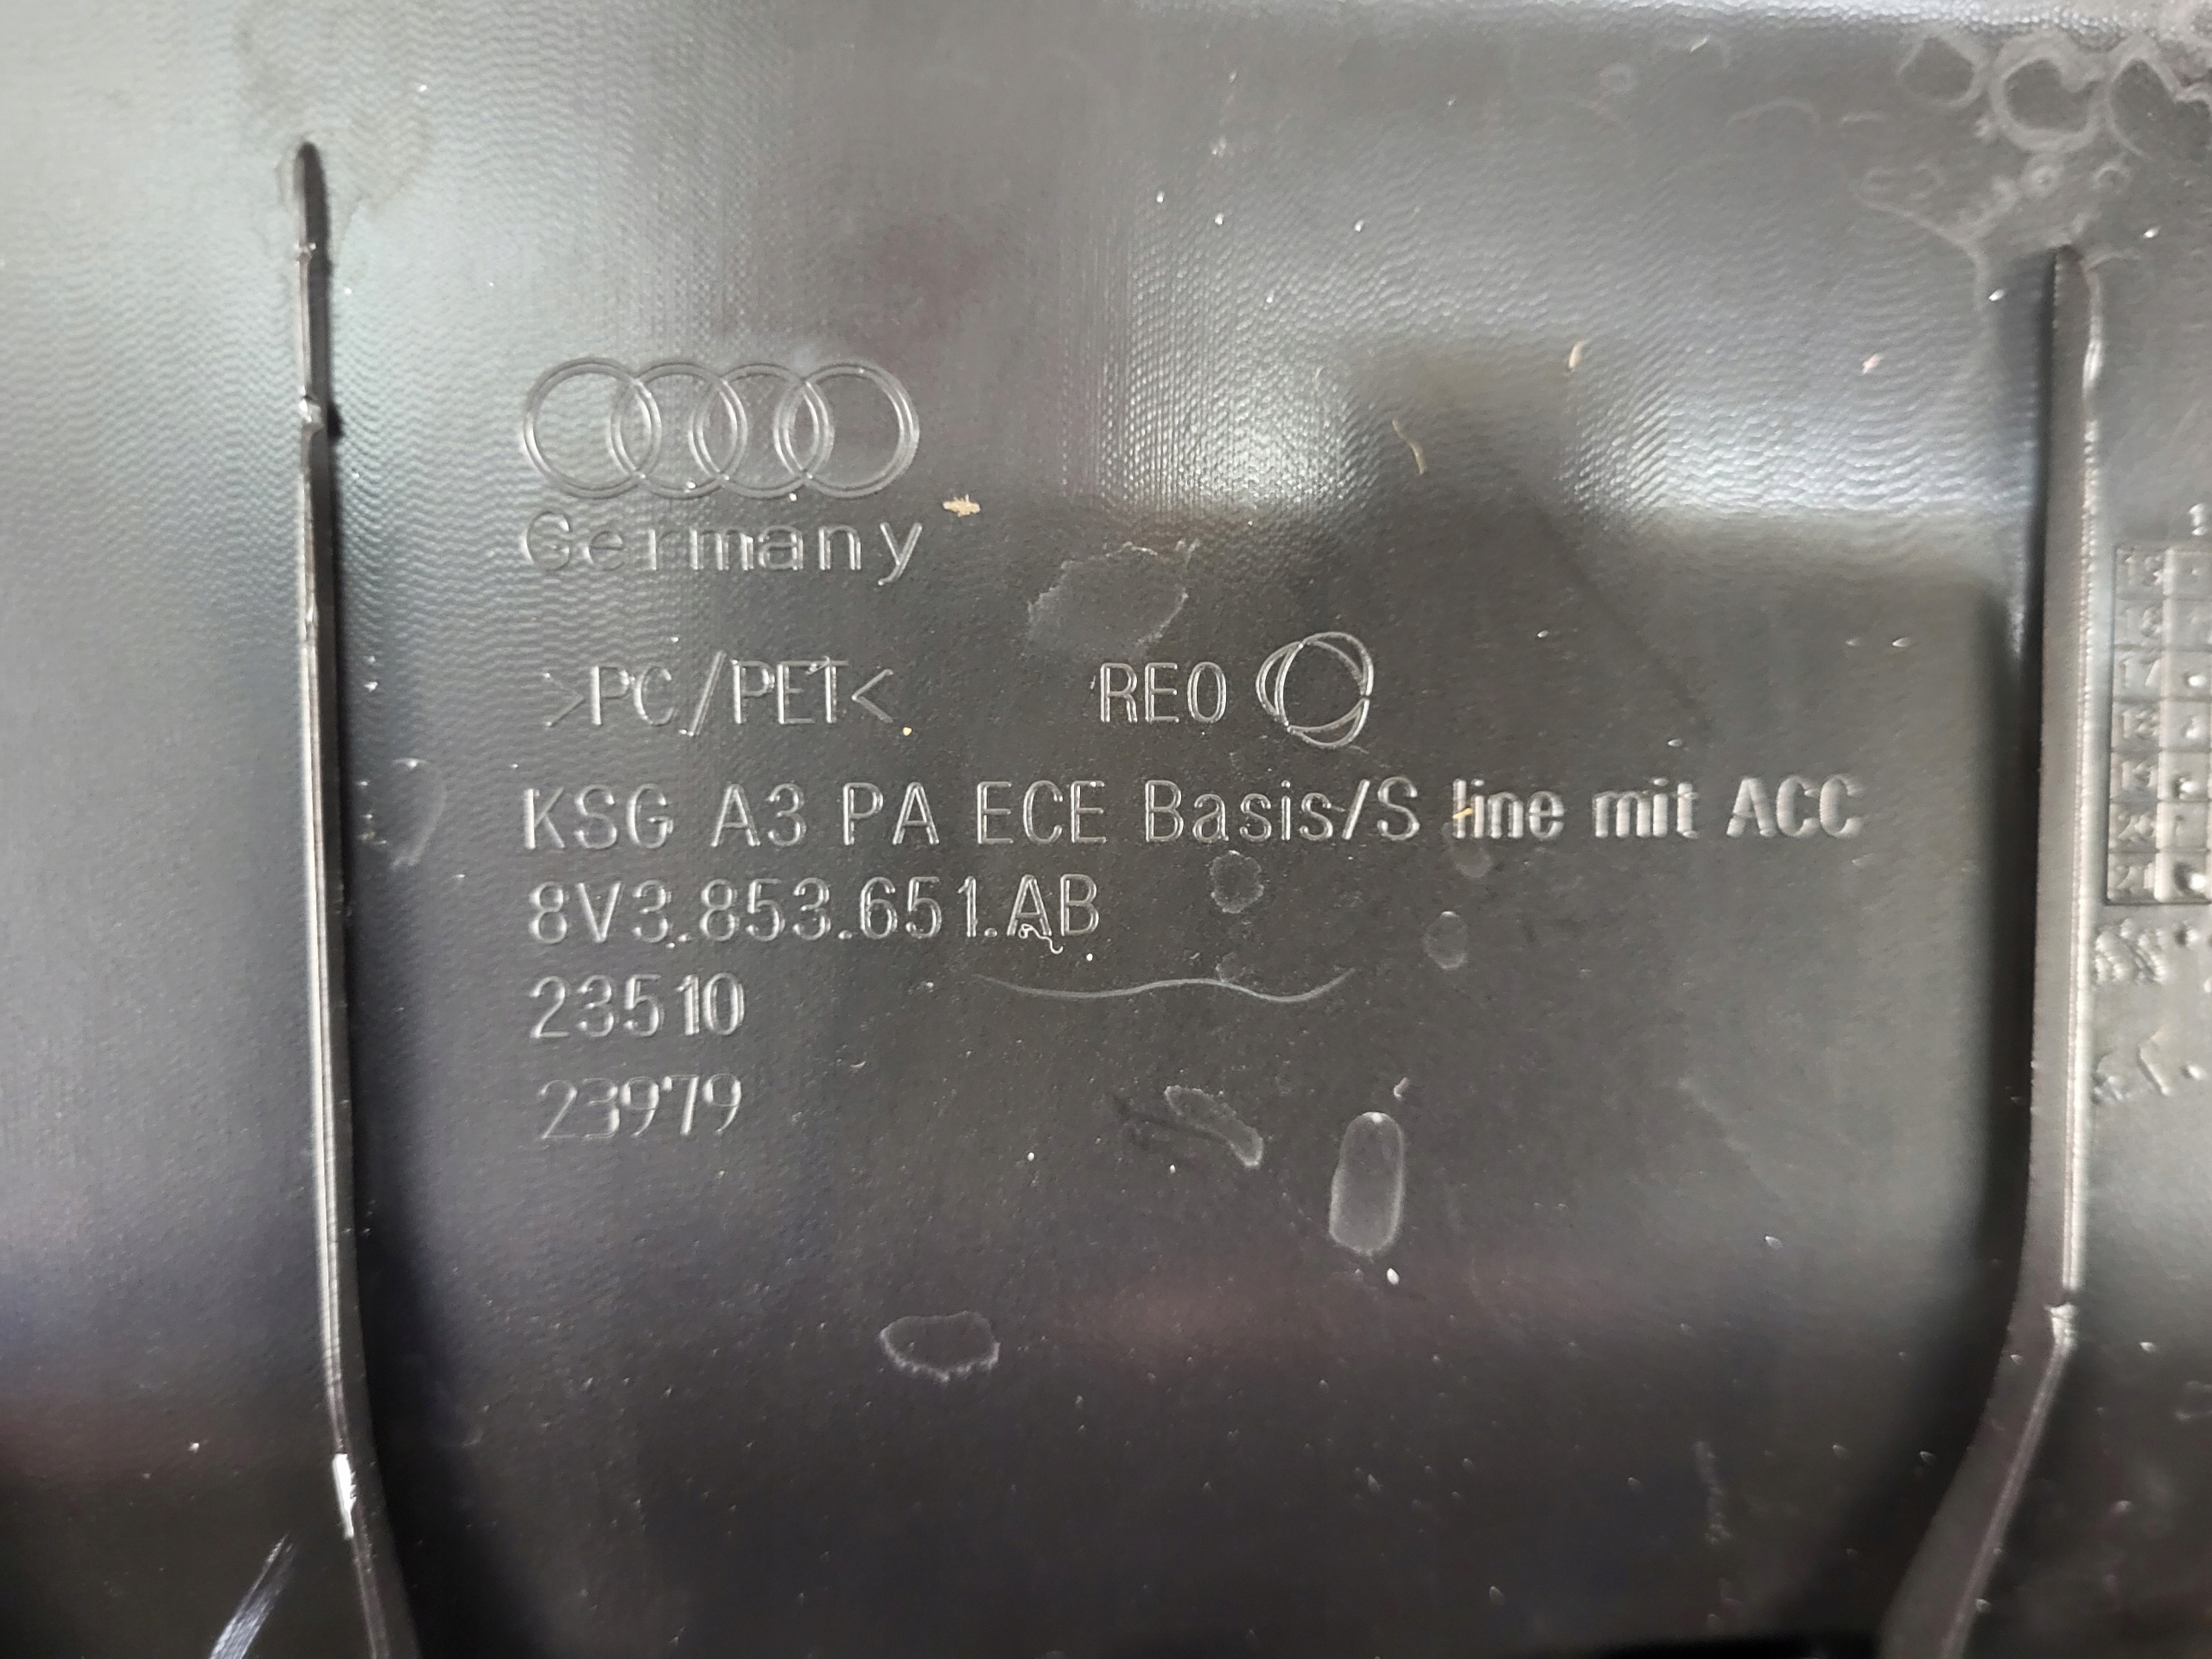 Germany
>PC/PET< REO
KSG A3 PA ECE Basis/S line mit ACC
8V3.853.651.AB
23510
23979